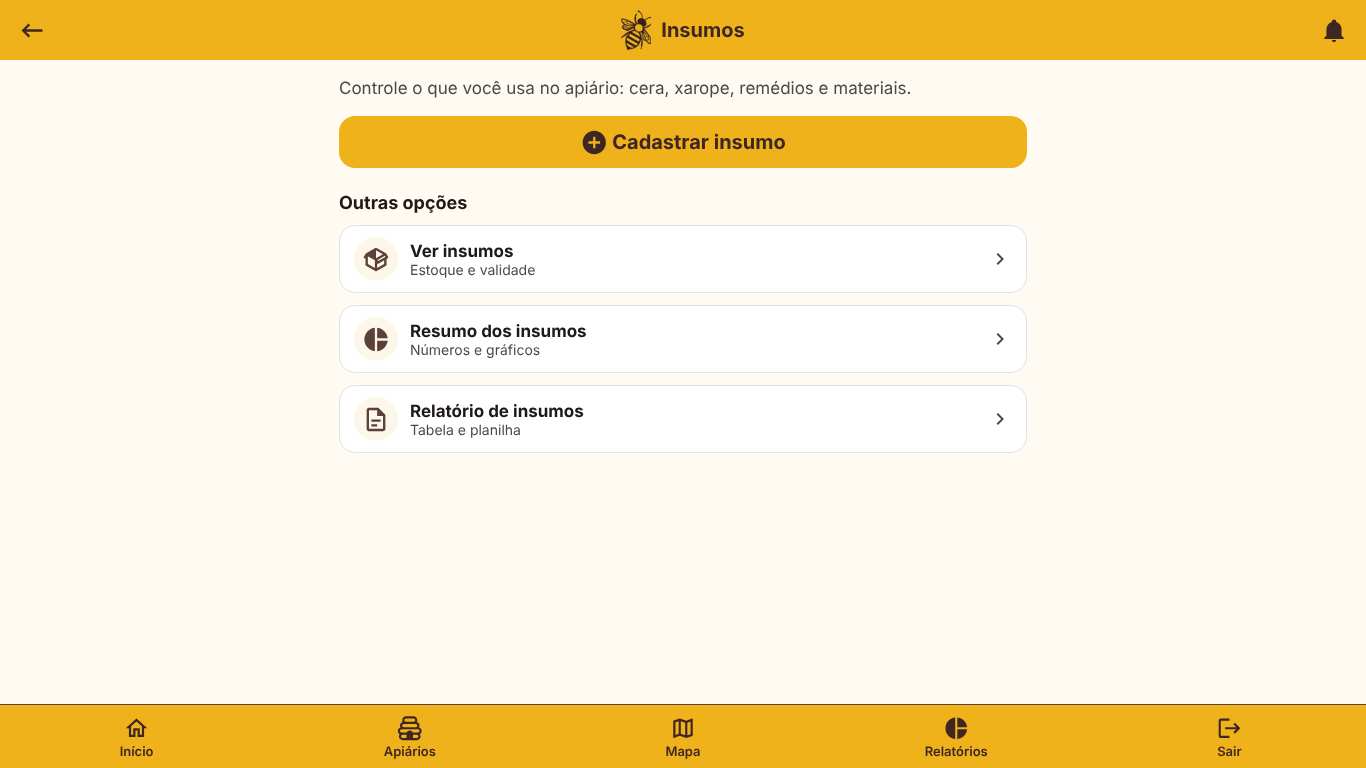 Insumos
Controle o que você usa no apiário: cera, xarope, remédios e materiais.
Cadastrar insumo
Outras opções
Ver insumos
Estoque e validade
Resumo dos insumos
Números e gráficos
Relatório de insumos
Tabela e planilha
Início
Apiários
Mapa
Relatórios
Sair